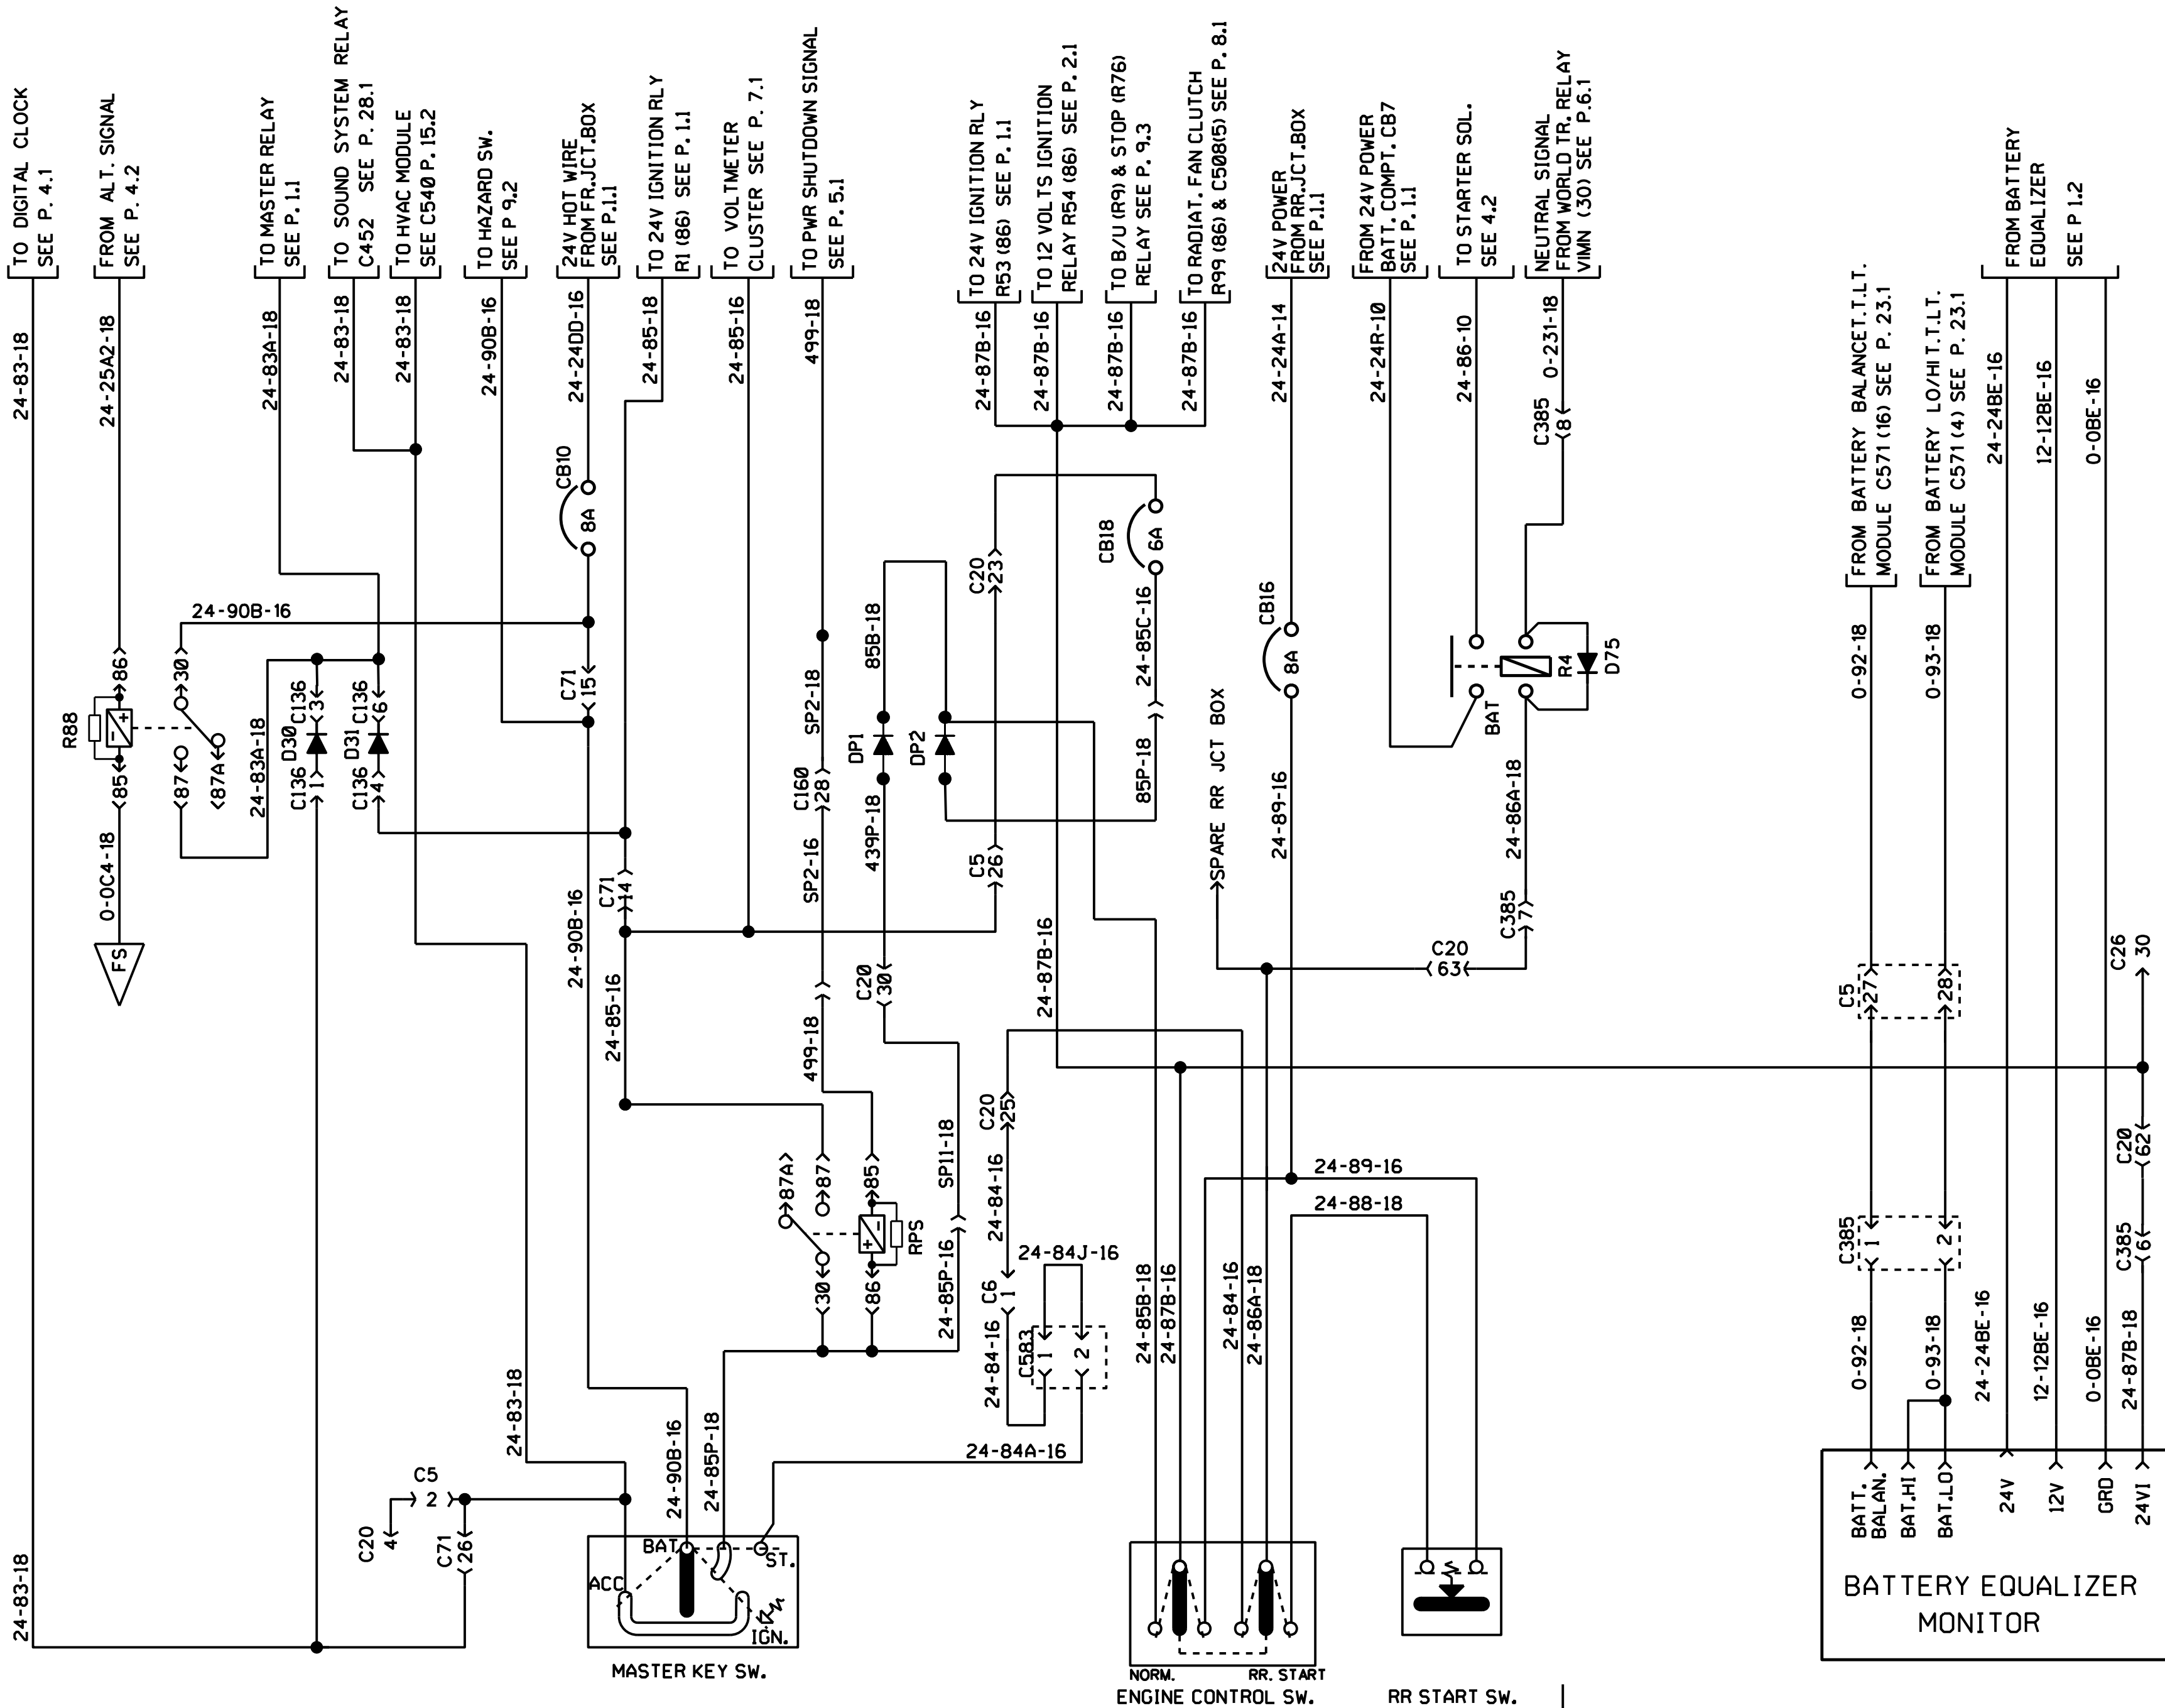 TO DIGITAL CLOCK
SEE P. 4.1
FROM ALT. SIGNAL
SEE P. 4.2
TO MASTER RELAY
SEE P. 1.1
TO SOUND SYSTEM RELAY
C452 SEE P. 28.1
TO HVAC MODULE
SEE C540 P. 15.2
TO HAZARD SW.
SEE P 9.2
24V HOT WIRE
FROM FR.JCT.BOX
SEE P.1.1
TO 24V IGNITION RLY
R1 (86) SEE P. 1.1
TO VOLTMETER
CLUSTER SEE P. 7.1
TO PWR SHUTDOWN SIGNAL
SEE P. 5.1
TO 24V IGNITION RLY
R53 (86) SEE P. 1.1
TO 12 VOLTS IGNITION
RELAY R54 (86) SEE P. 2.1
TO B/U (R9) & STOP (R76)
RELAY SEE P. 9.3
TO RADIAT. FAN CLUTCH
R99 (86) & C508(5) SEE P. 8.1
24V POWER
FROM RR.JCT.BOX
SEE P.1.1
FROM 24V POWER
BATT. COMPT. CB7
SEE P. 1.1
TO STARTER SOL.
SEE 4.2
NEUTRAL SIGNAL
FROM WORLD TR. RELAY
VIMN (30) SEE P.6.1
FROM BATTERY BALANCET.T.LT.
MODULE C571 (16) SEE P. 23.1
FROM BATTERY LO/HI T.T.LT.
MODULE C571 (4) SEE P. 23.1
FROM BATTERY
EQUALIZER
SEE P 1.2
24-83-18
24-25A2-18
24-83A-18
24-83-18
24-83-18
24-90B-16
24-24DD-16
24-85-18
24-85-16
499-18
24-87B-16
24-87B-16
24-87B-16
24-87B-16
24-24A-14
24-24R-10
24-86-10
0-231-18
C385
8
24-24BE-16
12-12BE-16
0-0BE-16
CB10
8A
C20
23
CB18
6A
CB16
8A
24-90B-16
85B-18
24-85C-16
0-92-18
0-93-18
R88
86
30
85
87
87A
24-83A-18
D30
C136
3
C136
1
D31
C136
6
C136
4
C71
15
SP2-18
C160
28
DP1
DP2
439P-18
85P-18
SPARE RR JCT BOX
24-89-16
BAT
R4
D75
24-86A-18
C385
7
0-0C4-18
FS
C71
14
24-90B-16
SP2-16
C5
26
C20
30
24-87B-16
C20
63
C5
27
28
C26
30
24-85-16
499-18
SP11-18
C20
25
C20
62
87A
87
85
RPS
30
86
24-85P-16
24-84-16
24-84J-16
C6
1
24-84-16
C583
1
2
24-89-16
24-88-18
24-85B-18
24-87B-16
24-84-16
24-86A-18
C385
1
2
C385
6
0-92-18
0-93-18
24-24BE-16
12-12BE-16
0-0BE-16
24-87B-18
24-83-18
24-90B-16
24-85P-18
24-84A-16
C5
2
C20
4
C71
26
24-83-18
BAT
ST.
ACC
IGN.
MASTER KEY SW.
NORM.
RR. START
ENGINE CONTROL SW.
RR START SW.
BATT.
BALAN.
BAT.HI
BAT.LO
24V
12V
GRD
24VI
BATTERY EQUALIZER
MONITOR